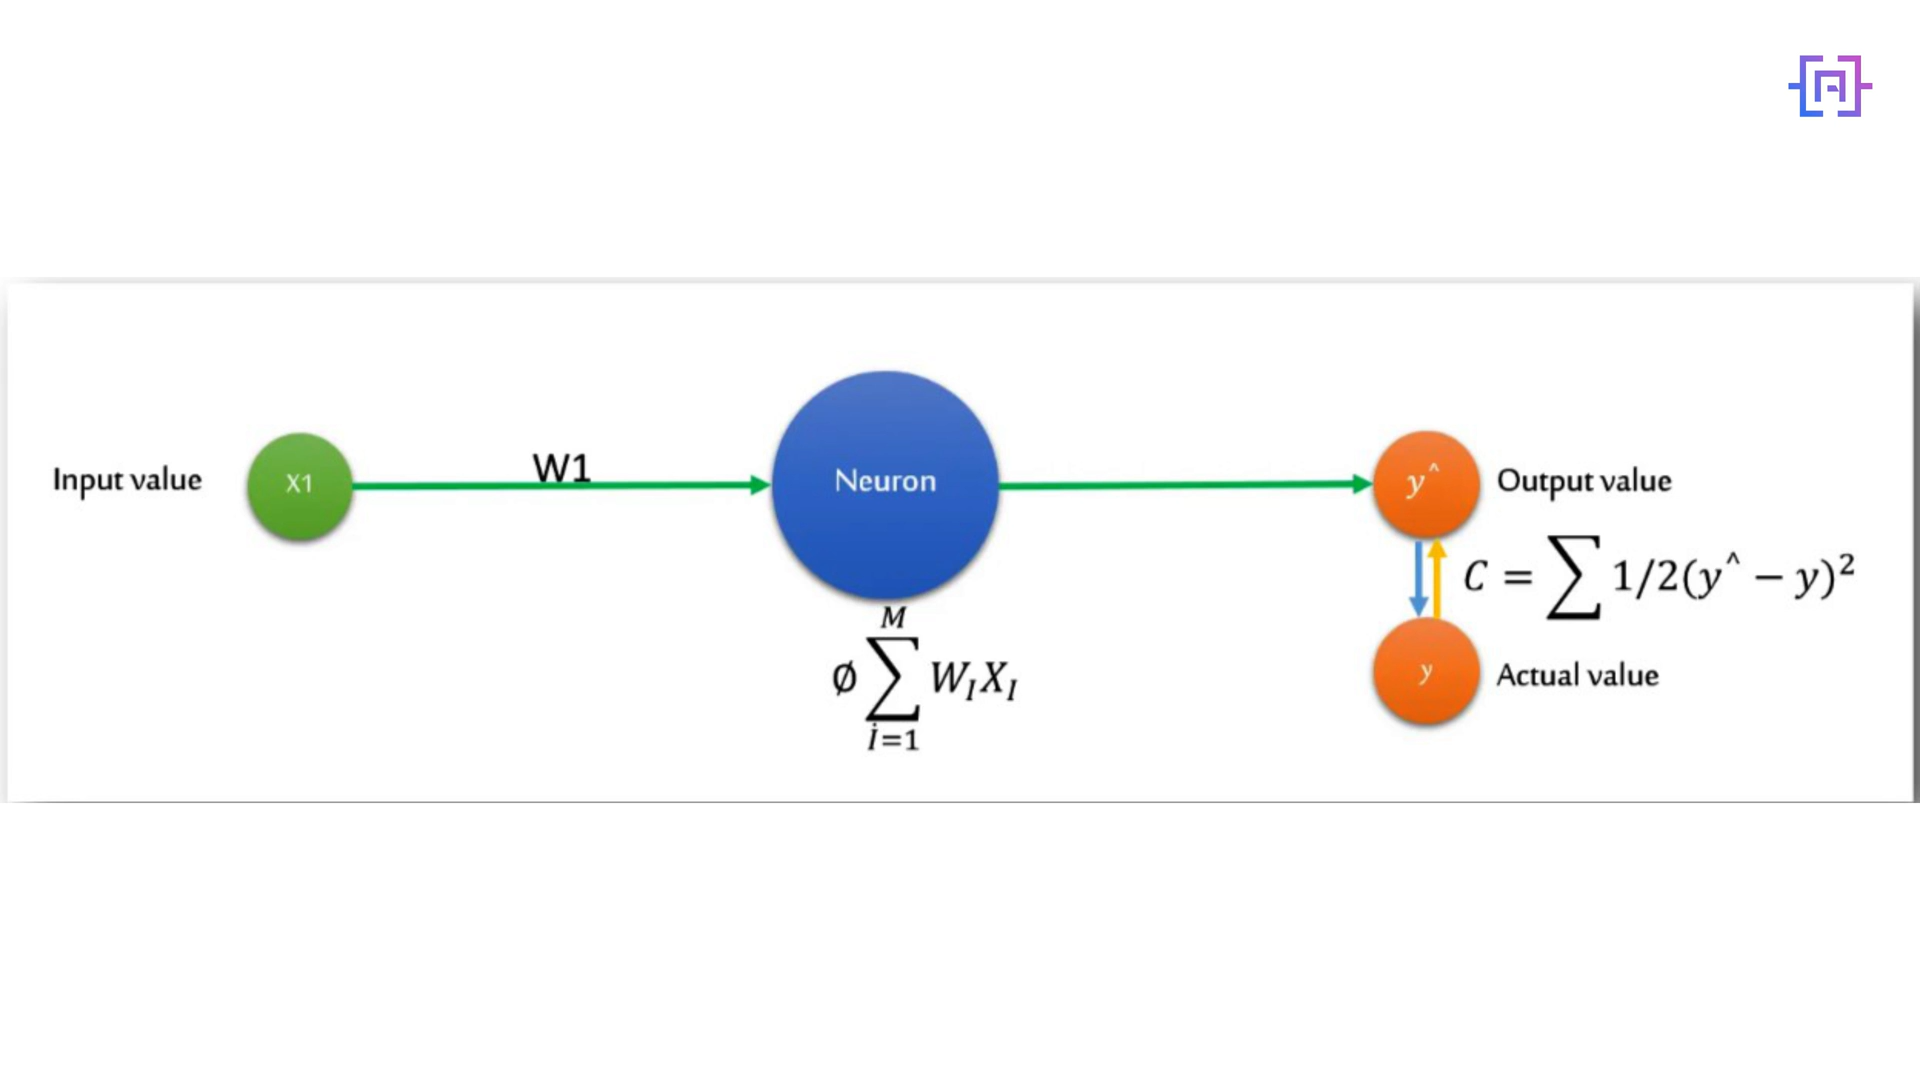 Input value
X1
W1
Neuron
M
∅∑W_I X_I
i=1
y^
Output value
C = ∑ 1/2(y^ − y)²
y
Actual value